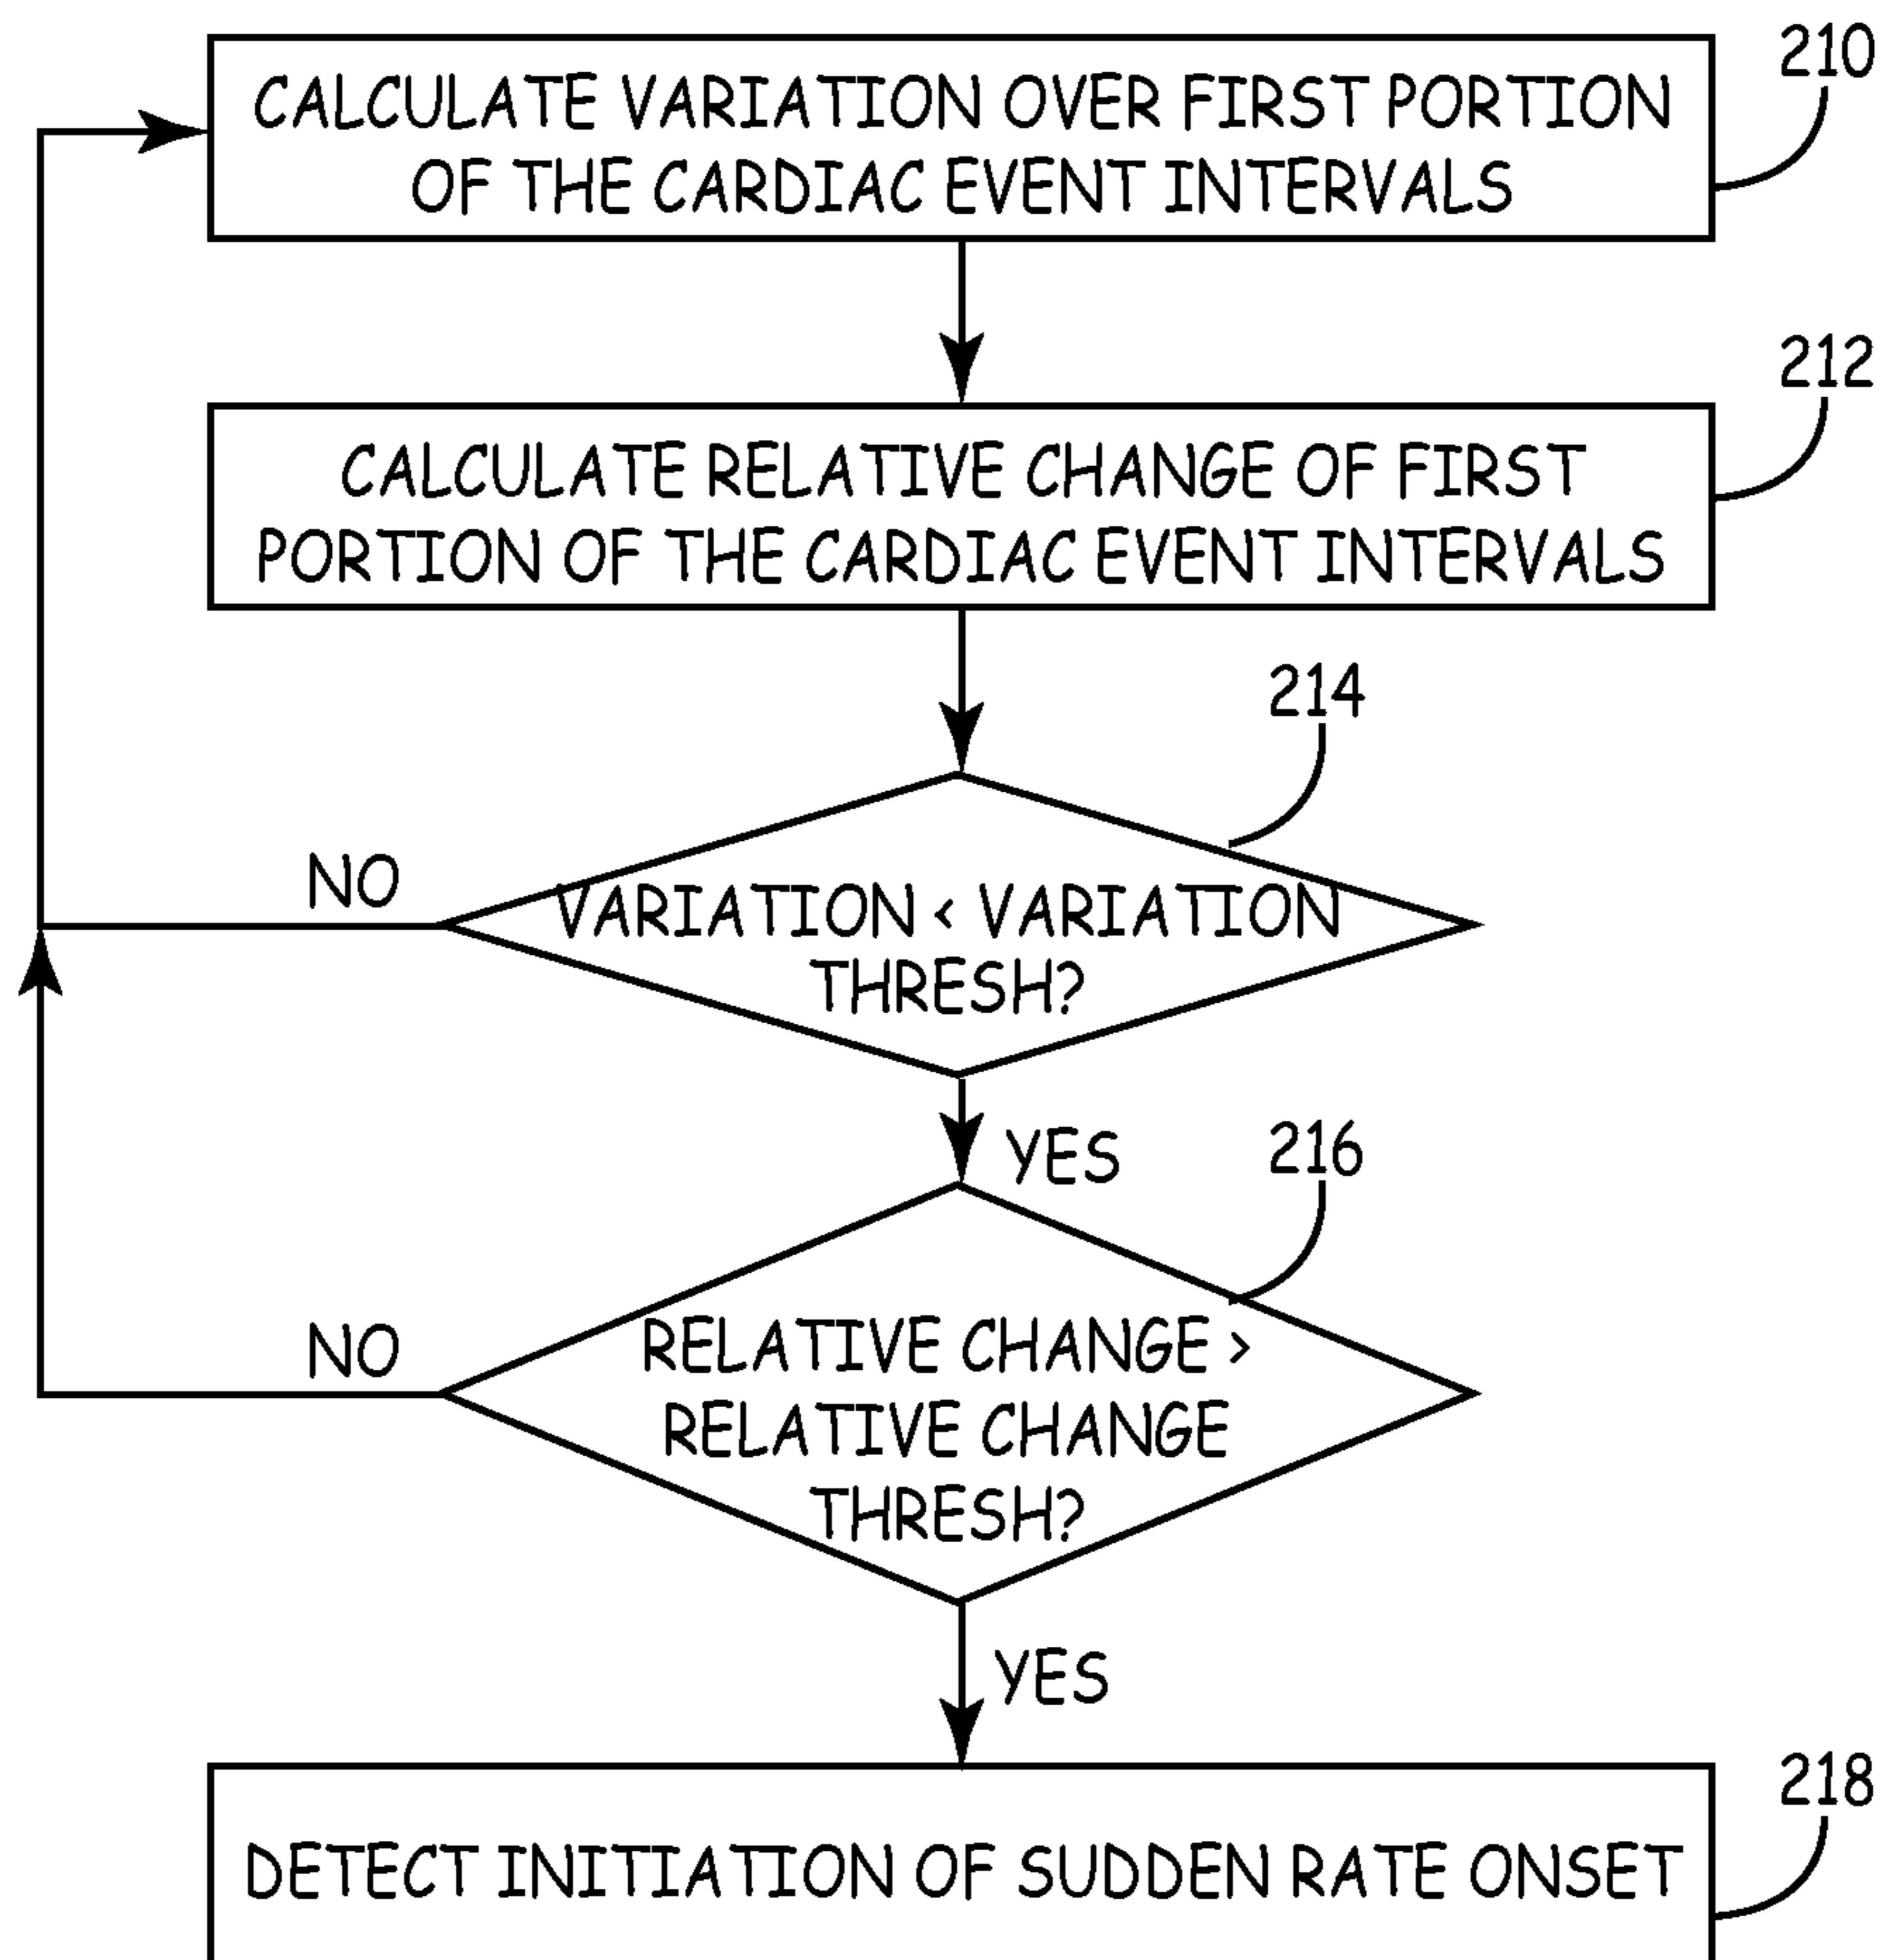 210
CALCULATE VARIATION OVER FIRST PORTION
OF THE CARDIAC EVENT INTERVALS
212
CALCULATE RELATIVE CHANGE OF FIRST
PORTION OF THE CARDIAC EVENT INTERVALS
214
NO
VARIATION < VARIATION
THRESH?
YES
216
NO
RELATIVE CHANGE >
RELATIVE CHANGE
THRESH?
YES
218
DETECT INITIATION OF SUDDEN RATE ONSET